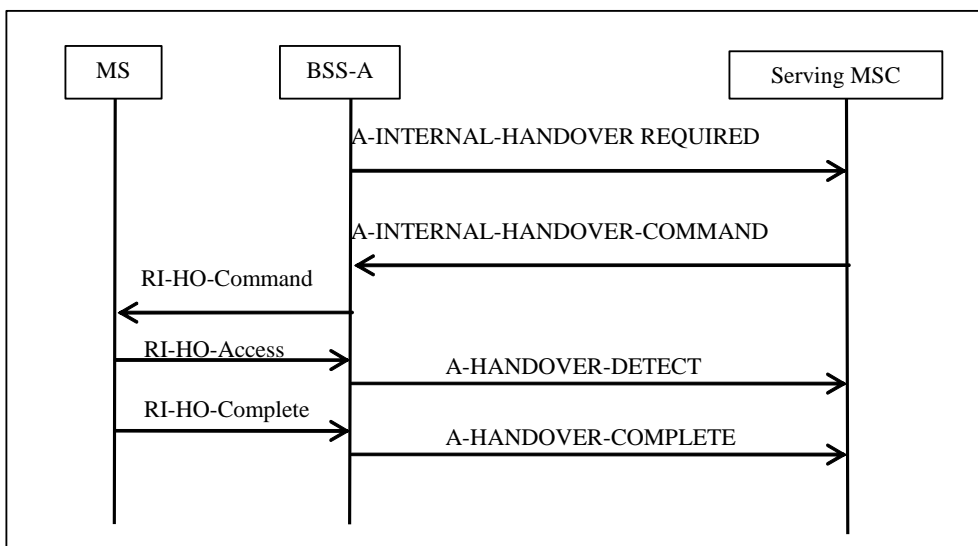 MS
BSS-A
Serving MSC
A-INTERNAL-HANDOVER REQUIRED
A-INTERNAL-HANDOVER-COMMAND
RI-HO-Command
RI-HO-Access
A-HANDOVER-DETECT
RI-HO-Complete
A-HANDOVER-COMPLETE